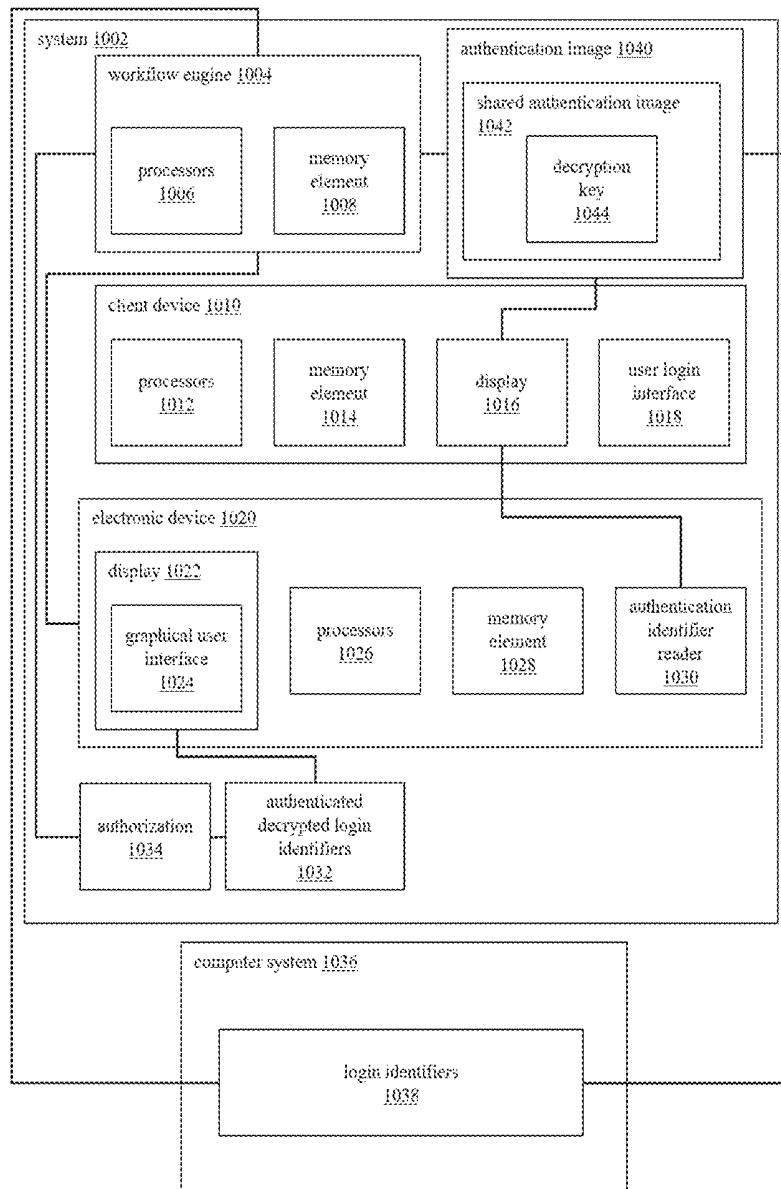 system 1002
workflow engine 1004
processors
1006
memory
element
1008
authentication image 1040
shared authentication image
1042
decryption
key
1044
client device 1010
processors
1012
memory
element
1014
display
1016
user login
interface
1018
electronic device 1020
display 1022
graphical user
interface
1024
processors
1026
memory
element
1028
authentication
identifier
reader
1030
authorization
1034
authenticated
decrypted login
identifiers
1032
computer system 1036
login identifiers
1038